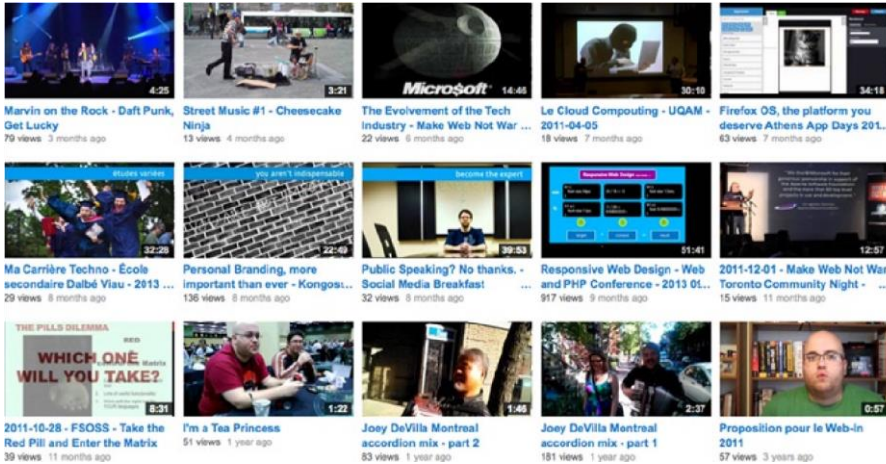 4:25
3:21
Micro$oft
14:46
30:10
34:18
Marvin on the Rock - Daft Punk,
Get Lucky
79 views 3 months ago
Street Music #1 - Cheesecake
Ninja
13 views 4 months ago
The Evolvement of the Tech
Industry - Make Web Not War ...
22 views 6 months ago
Le Cloud Compouting - UQAM -
2011-04-05
18 views 7 months ago
Firefox OS, the platform you
deserve Athens App Days 201...
63 views 7 months ago
études variées
32:28
you aren't indispensable
22:49
become the expert
39:53
Responsive Web Design
51:41
12:57
Ma Carrière Techno - École
secondaire Dalbé Viau - 2013 ...
29 views 8 months ago
Personal Branding, more
important than ever - Kongos...
136 views 8 months ago
Public Speaking? No thanks. -
Social Media Breakfast ...
32 views 8 months ago
Responsive Web Design - Web
and PHP Conference - 2013 09...
917 views 9 months ago
2011-12-01 - Make Web Not War
Toronto Community Night - ...
15 views 11 months ago
THE PILLS DILEMMA
RED
WHICH ONE
WILL YOU TAKE?
8:31
1:22
1:46
2:37
0:57
2011-10-28 - FSOSS - Take the
Red Pill and Enter the Matrix
39 views 11 months ago
I'm a Tea Princess
51 views 1 year ago
Joey DeVilla Montreal
accordion mix - part 2
83 views 1 year ago
Joey DeVilla Montreal
accordion mix - part 1
181 views 1 year ago
Proposition pour le Web-In
2011
57 views 3 years ago